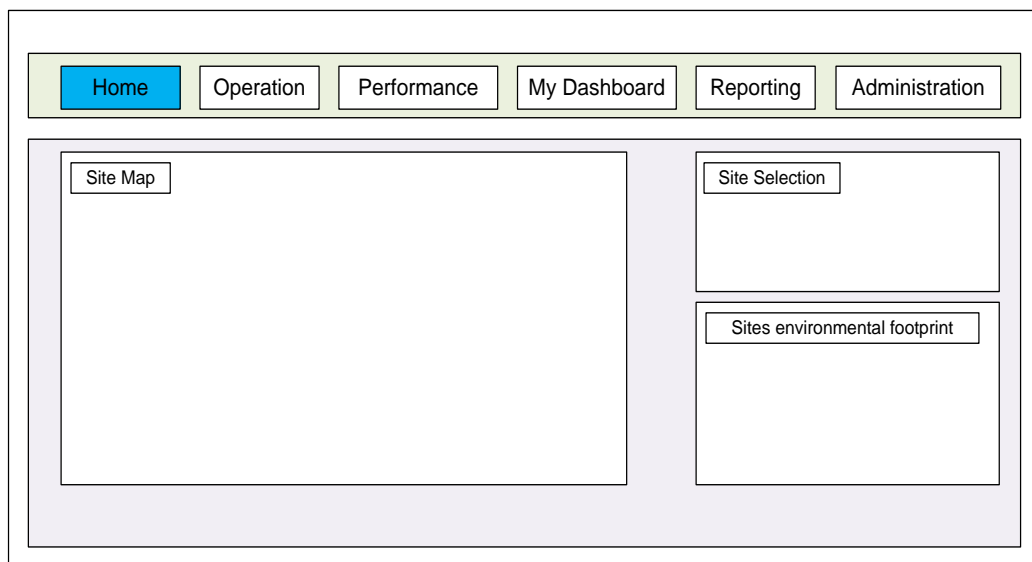 Home
Operation
Performance
My Dashboard
Reporting
Administration
Site Map
Site Selection
Sites environmental footprint